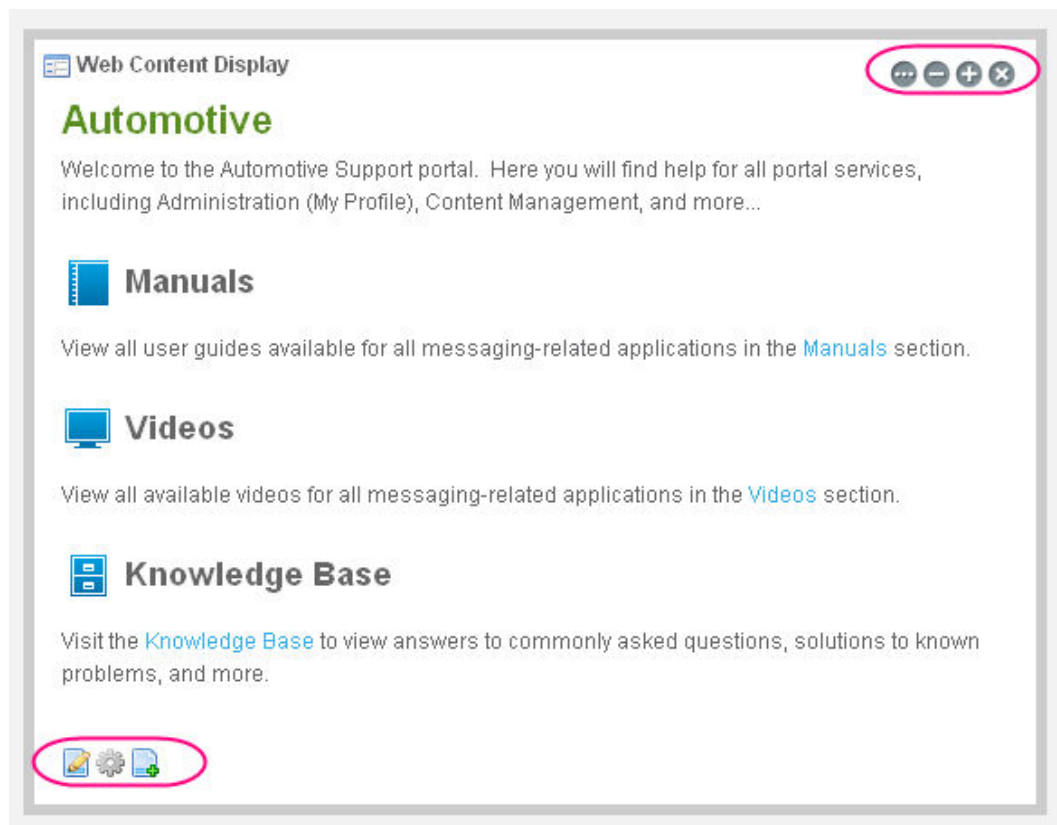 Web Content Display
Automotive
Welcome to the Automotive Support portal.  Here you will find help for all portal services,
including Administration (My Profile), Content Management, and more...
Manuals
View all user guides available for all messaging-related applications in the Manuals section.
Videos
View all available videos for all messaging-related applications in the Videos section.
Knowledge Base
Visit the Knowledge Base to view answers to commonly asked questions, solutions to known
problems, and more.